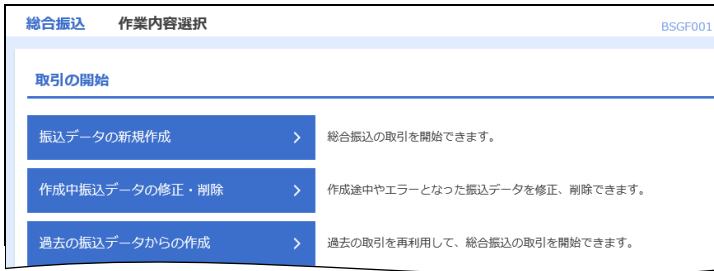 総合振込 作業内容選択 BSGF001
取引の開始
振込データの新規作成 総合振込の取引を開始できます。
作成中振込データの修正・削除 作成途中やエラーとなった振込データを修正、削除できます。
過去の振込データからの作成 過去の取引を再利用して、総合振込の取引を開始できます。